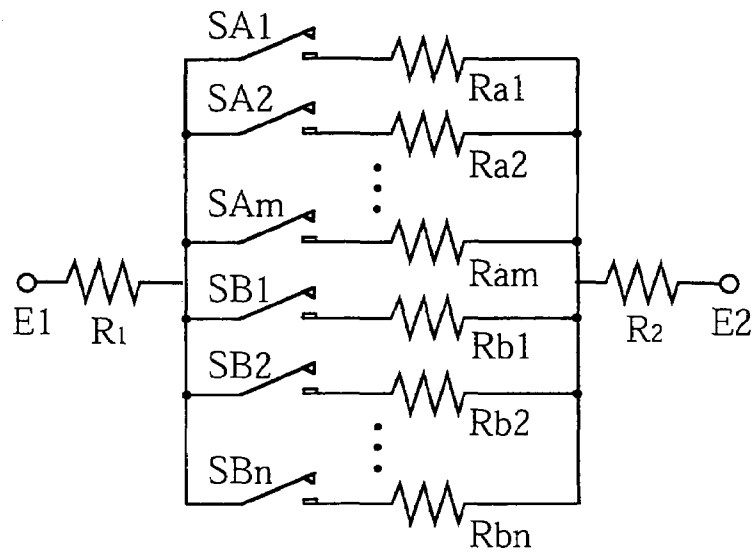 SA1
Ra1
SA2
Ra2
SAm
Ram
E1
R1
SB1
Rb1
R2
E2
SB2
Rb2
SBn
Rbn